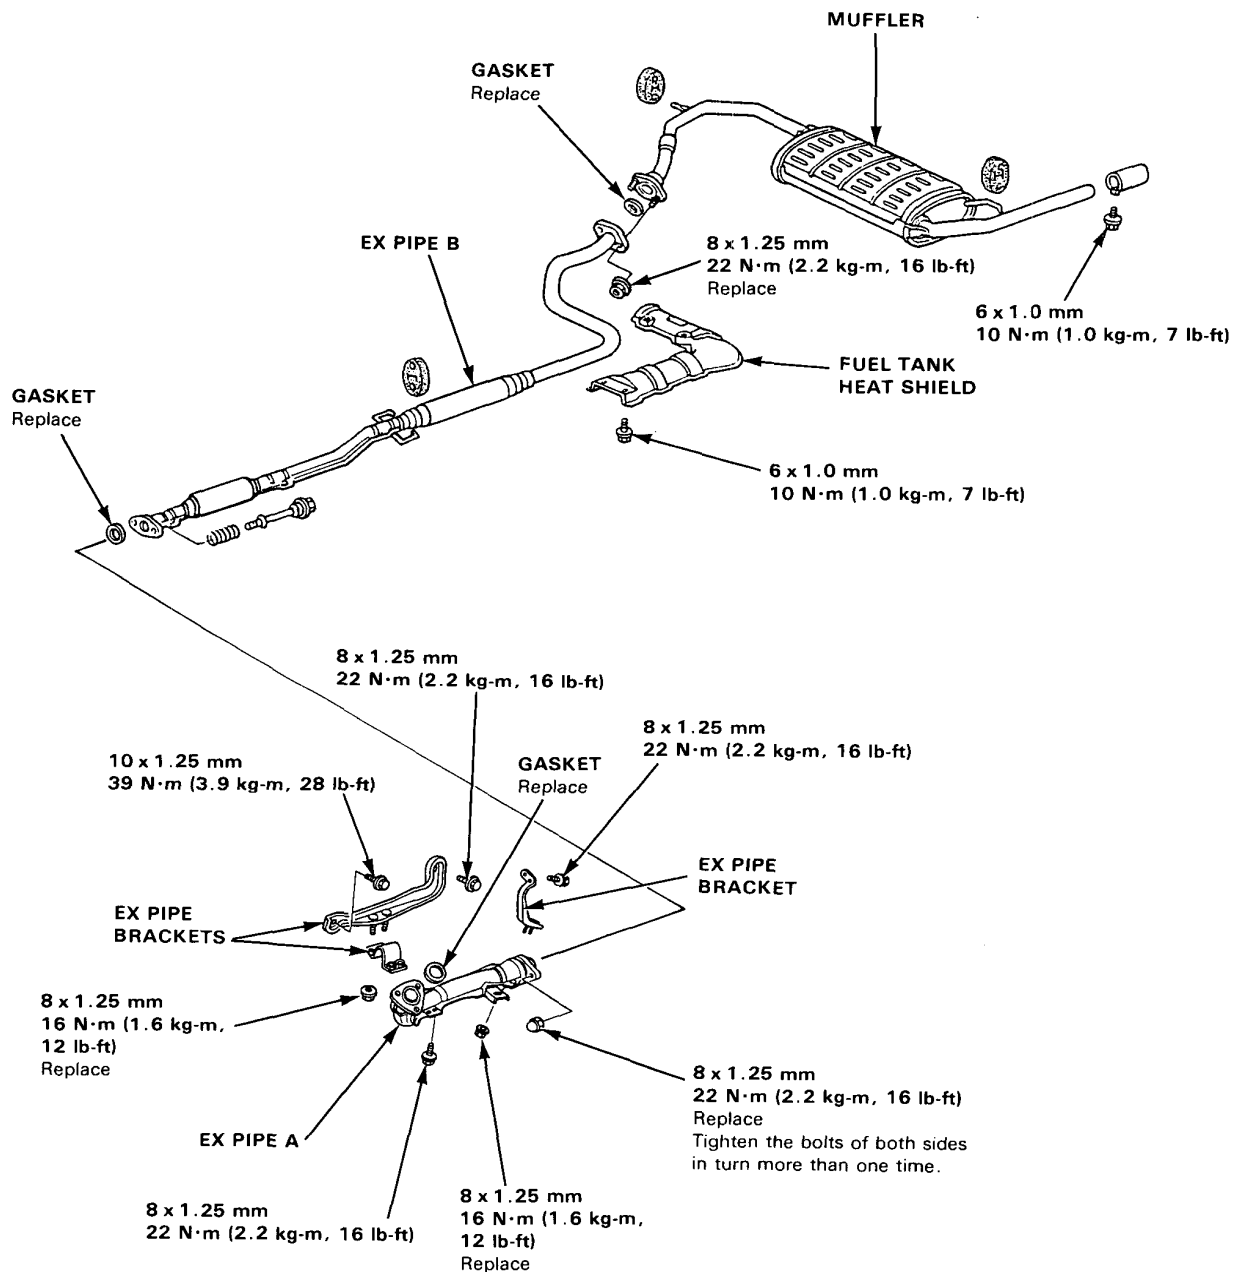 MUFFLER
GASKET
Replace
EX PIPE B
8 x 1.25 mm
22 N·m (2.2 kg-m, 16 lb-ft)
Replace
6 x 1.0 mm
10 N·m (1.0 kg-m, 7 lb-ft)
FUEL TANK
HEAT SHIELD
GASKET
Replace
6 x 1.0 mm
10 N·m (1.0 kg-m, 7 lb-ft)
8 x 1.25 mm
22 N·m (2.2 kg-m, 16 lb-ft)
8 x 1.25 mm
22 N·m (2.2 kg-m, 16 lb-ft)
10 x 1.25 mm
39 N·m (3.9 kg-m, 28 lb-ft)
GASKET
Replace
EX PIPE
BRACKET
EX PIPE
BRACKETS
8 x 1.25 mm
16 N·m (1.6 kg-m,
12 lb-ft)
Replace
8 x 1.25 mm
22 N·m (2.2 kg-m, 16 lb-ft)
Replace
Tighten the bolts of both sides
in turn more than one time.
EX PIPE A
8 x 1.25 mm
22 N·m (2.2 kg-m, 16 lb-ft)
8 x 1.25 mm
16 N·m (1.6 kg-m,
12 lb-ft)
Replace